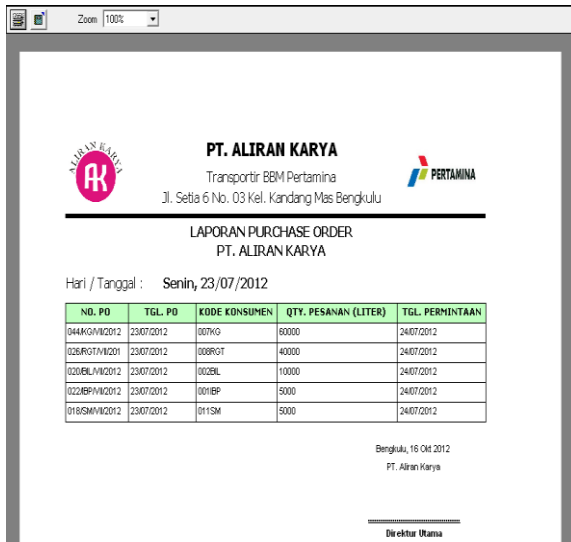 Zoom 100%
ALIRAN KARYA
AK
PT. ALIRAN KARYA
Transportir BBM Pertamina
Jl. Setia 6 No. 03 Kel. Kandang Mas Bengkulu
PERTAMINA
LAPORAN PURCHASE ORDER
PT. ALIRAN KARYA
Hari / Tanggal : Senin, 23/07/2012
NO. PO TGL. PO KODE KONSUMEN QTY. PESANAN (LITER) TGL. PERMINTAAN
044/KG/VII/2012 23/07/2012 007KG 60000 24/07/2012
026/RGT/VII/201 23/07/2012 008RGT 40000 24/07/2012
020/BIL/VII/2012 23/07/2012 002BIL 10000 24/07/2012
022/IBP/VII/2012 23/07/2012 001IBP 5000 24/07/2012
018/SM/VII/2012 23/07/2012 011SM 5000 24/07/2012
Bengkulu, 16 Okt 2012
PT. Aliran Karya
Direktur Utama